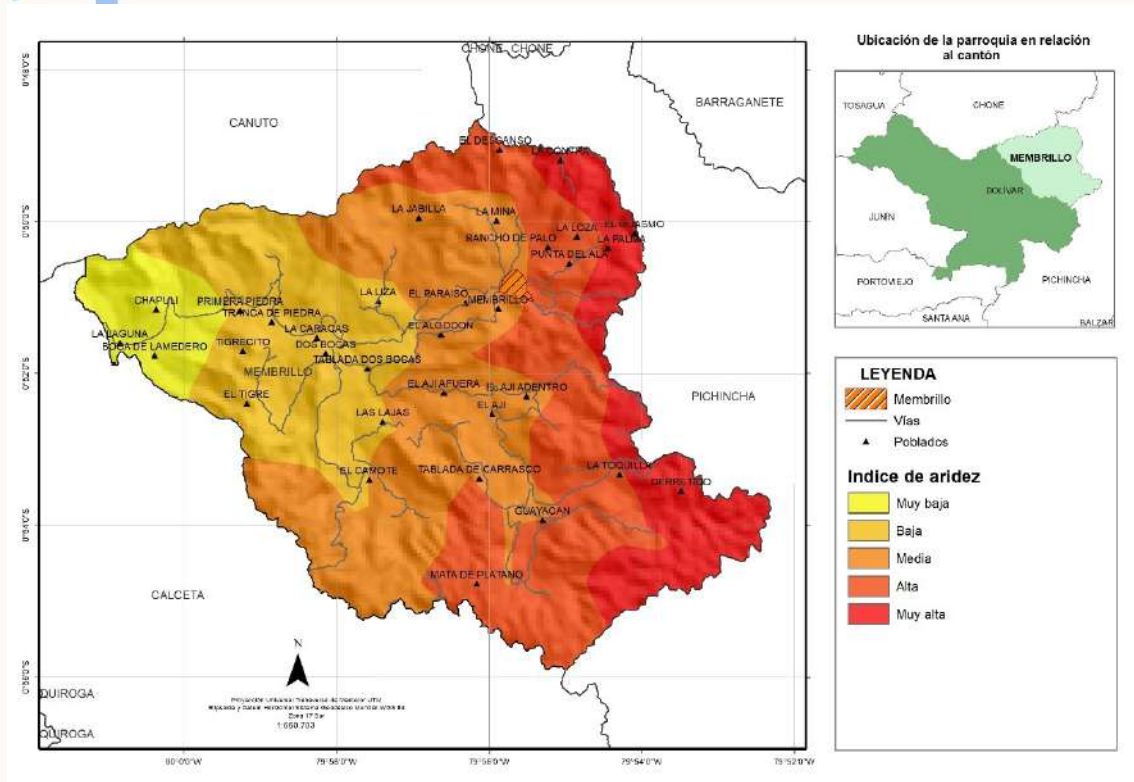 Ubicación de la parroquia en relación
al cantón
TOSAGUA
CHONE
MEMBRILLO
BOLÍVAR
JUNÍN
PORTOVIEJO
PICHINCHA
SANTA ANA
BALZAR
CHONE CHONE
BARRAGANETE
CANUTO
EL DESCANSO
LA JABILLA
LA MINA
LA LOZA
RANCHO DE PALO
LA PALMA
PUNTA DEL ALA
CHAPULI
PRIMERA PIEDRA
TRANCA DE PIEDRA
LA LIZA
EL PARAISO
MEMBRILLO
LA LAGUNA
BOCA DE LAMEDERO
TIGRECITO
LA CARACAS
DOS BOCAS
TABLADA DOS BOCAS
MEMBRILLO
EL TIGRE
EL AJI AFUERA
EL AJI ADENTRO
EL AJI
LAS LAJAS
PICHINCHA
EL CAMOTE
TABLADA DE CARRASCO
LA TOQUILLA
GUAYACAN
MATA DE PLATANO
CALCETA
QUIROGA
QUIROGA
N
Zona 17 Sur
80°0'0"W
79°58'0"W
79°56'0"W
79°54'0"W
79°52'0"W
LEYENDA
Membrillo
Vías
Poblados
Indice de aridez
Muy baja
Baja
Media
Alta
Muy alta